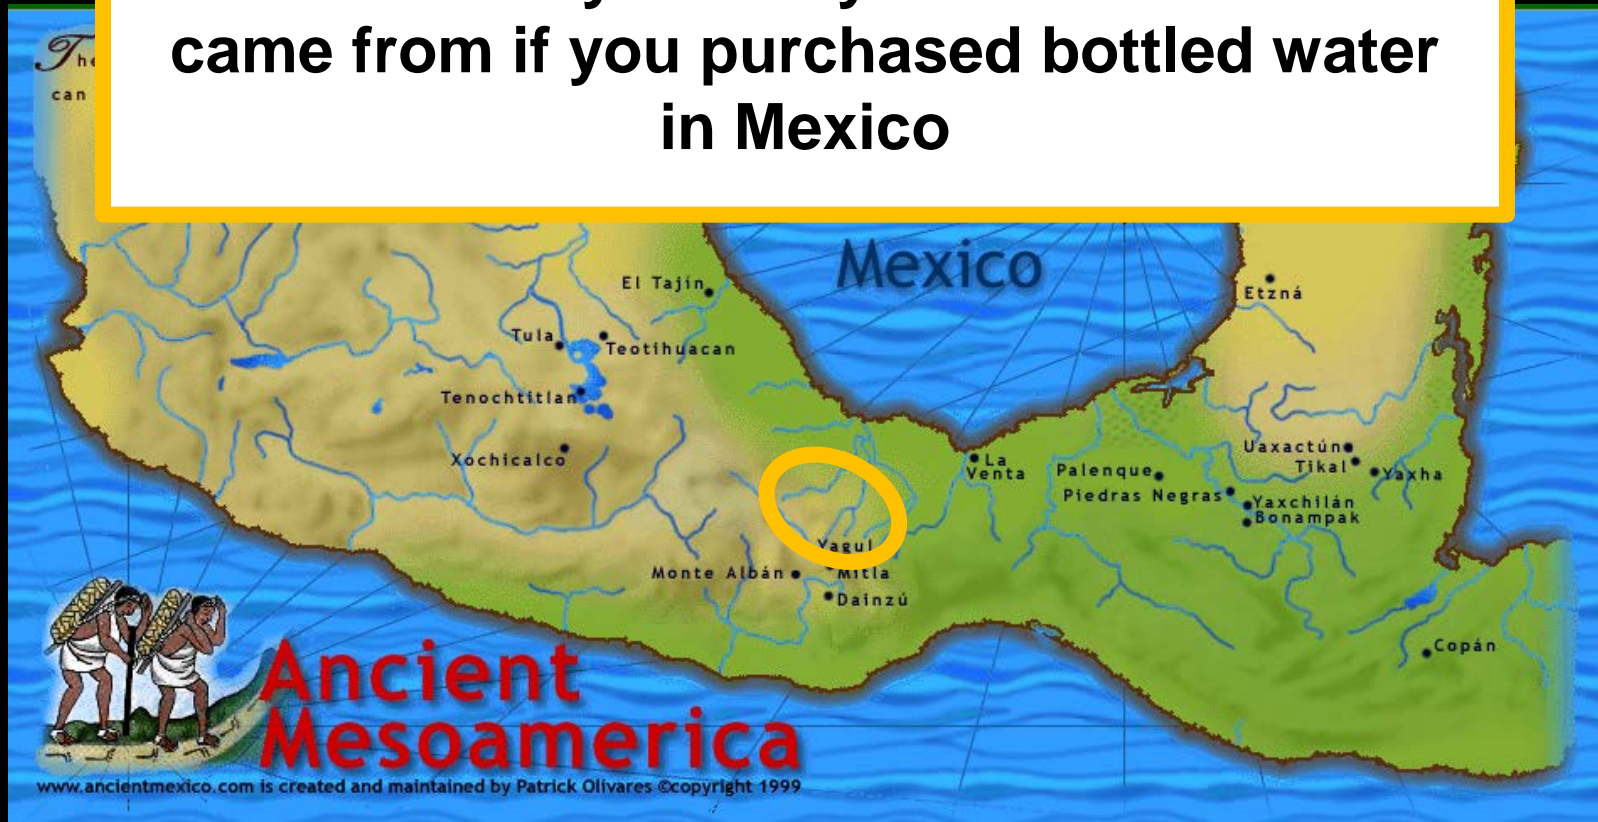 came from if you purchased bottled water
in Mexico
The
can
Mexico
El Tajín
Etzná
Tula
Teotihuacan
Tenochtitlan
Xochicalco
La
Venta
Palenque
Piedras Negras
Uaxactún
Tikal
Yaxha
Yaxchilán
Bonampak
Yagul
Monte Albán
Mitla
Dainzú
Copán
Ancient
Mesoamerica
www.ancientmexico.com is created and maintained by Patrick Olivares ©copyright 1999